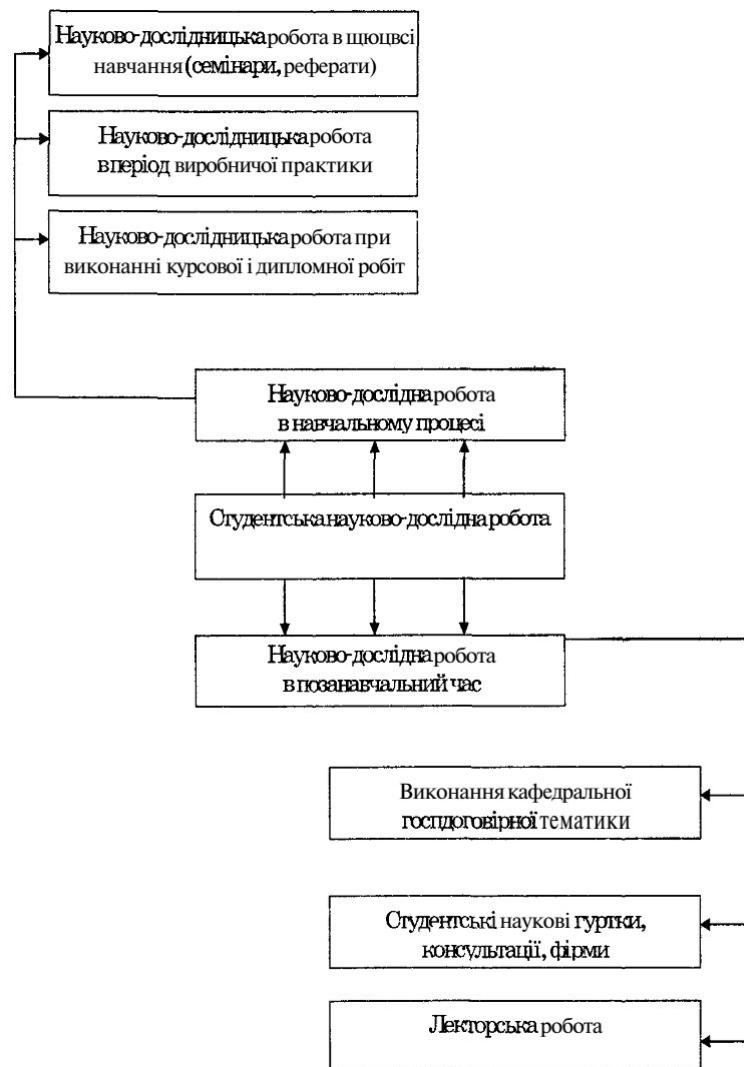 Науково-дослідницька робота в щюцвсі
навчання (семінари, реферати)
Науково-дослідницька робота
в період виробничої практики
Науково-дослідницька робота при
виконанні курсової і дипломної робіт
Науково-дослідна робота
в навчальному процесі
Студентська науково-дослідна робота
Науково-дослідна робота
в позанавчальний час
Виконання кафедральної
госпдоговірної тематики
Студентські наукові гуртки,
консультації, фірми
Лекторська робота